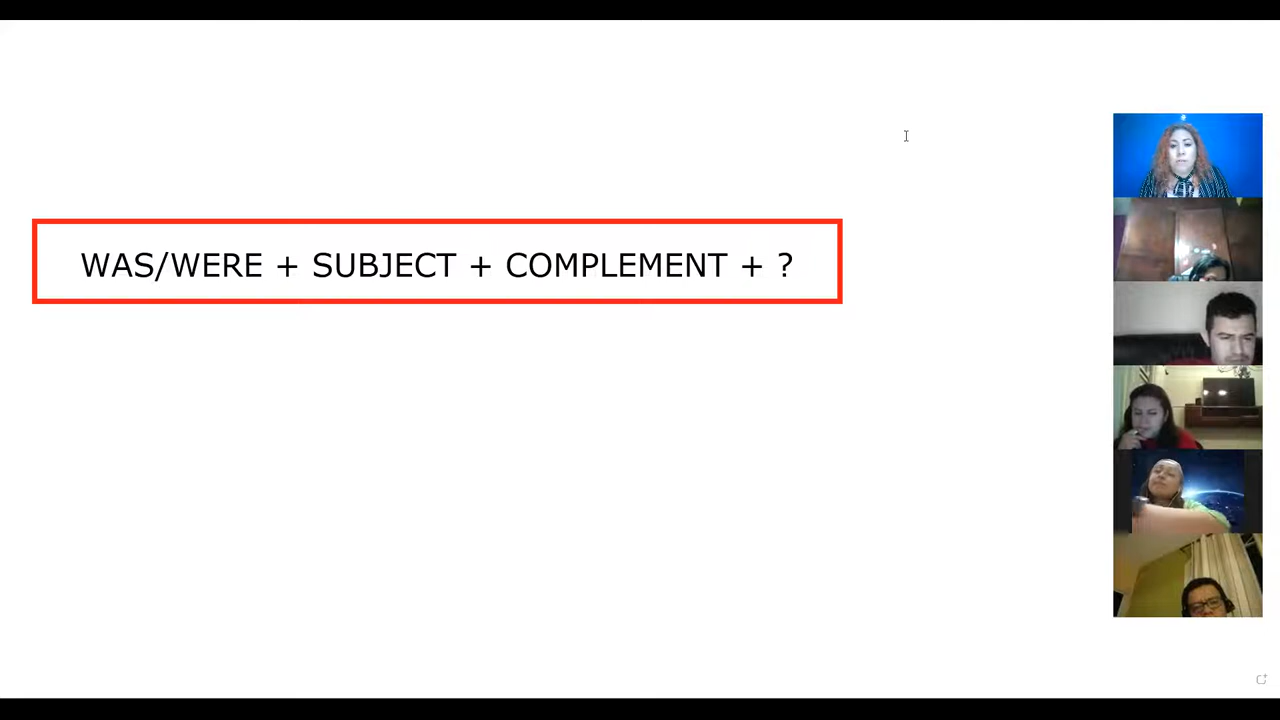 WAS/WERE + SUBJECT + COMPLEMENT + ?